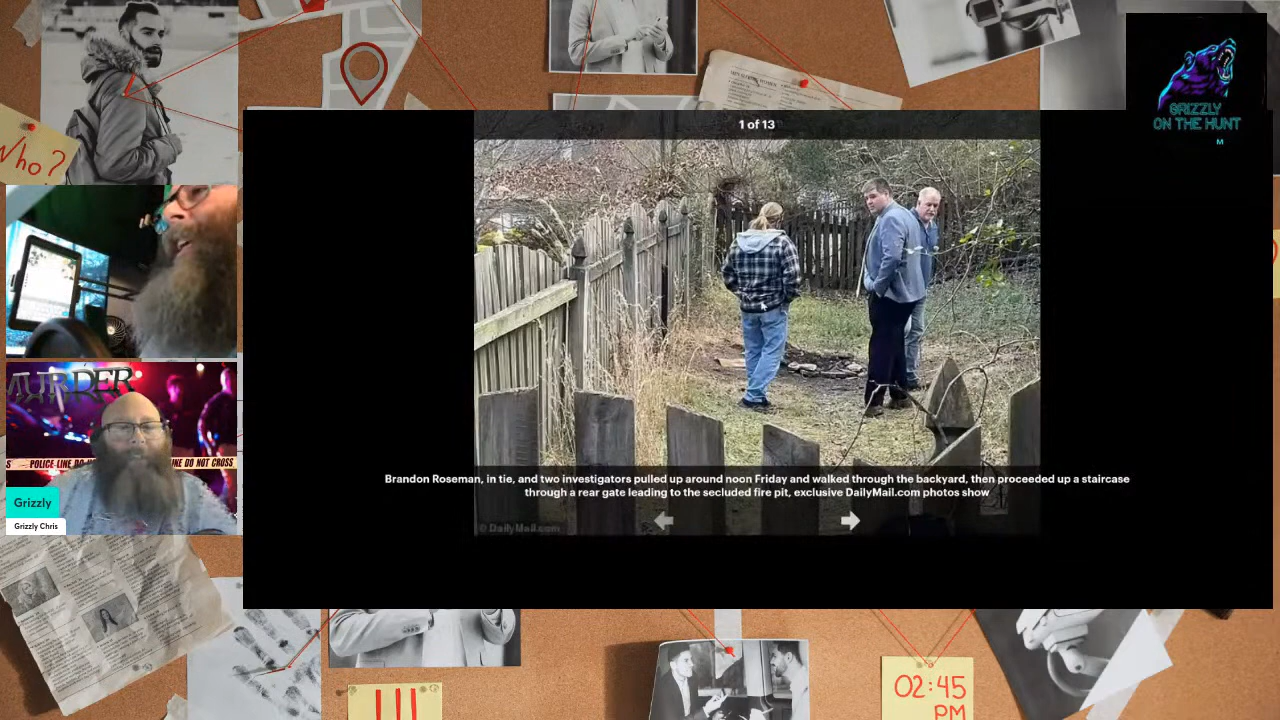 Who?
1 of 13
GRIZZLY
ON THE HUNT
M
MURDER
POLICE LINE DO
LINE DO NOT CROSS
Grizzly
Grizzly Chris
Brandon Roseman, in tie, and two investigators pulled up around noon Friday and walked through the backyard, then proceeded up a staircase
through a rear gate leading to the secluded fire pit, exclusive DailyMail.com photos show
© DailyMail.com
02:45
PM